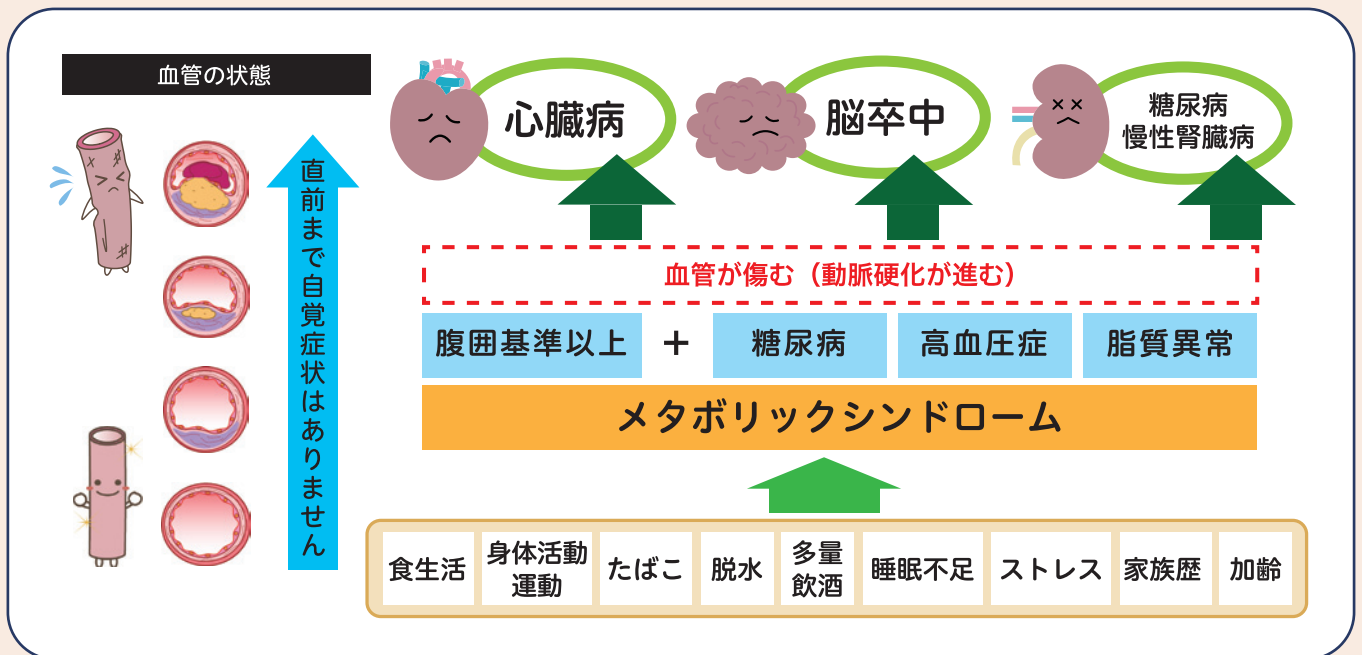 血管の状態
直前まで自覚症状はありません
心臓病
脳卒中
糖尿病
慢性腎臓病
血管が傷む（動脈硬化が進む）
腹囲基準以上 + 糖尿病 高血圧症 脂質異常
メタボリックシンドローム
食生活
身体活動
運動
たばこ
脱水
多量
飲酒
睡眠不足
ストレス
家族歴
加齢